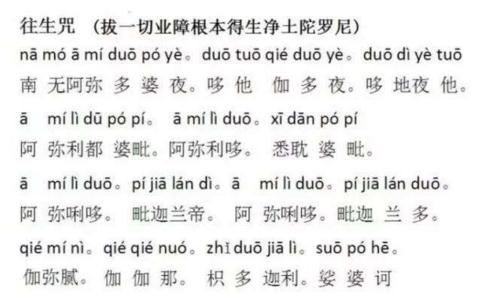 往生咒 (拔一切业障根本得生净土陀罗尼)
nā mó ā mí duō pó yè。duō tuō qié duō yè。duō dì yè tuō
南 无阿弥 多 婆 夜。哆 他 伽 多 夜。哆 地夜 他。
ā mí lì dū pó pí。 ā mí lì duō。xī dān pó pí
阿 弥利都 婆毗。阿弥利哆。 悉耽 婆 毗。
ā mí lì duō。pí jiā lán dì。ā mí lì duō。pí jiā lán duō。
阿 弥唎哆。毗迦兰帝。 阿 弥唎哆。毗迦 兰 多。
qié mí nì。qié qié nuó。zhǐ duō jiā lì。suō pó hē。
伽弥腻。 伽 伽 那。 枳 多 迦利。娑 婆 诃